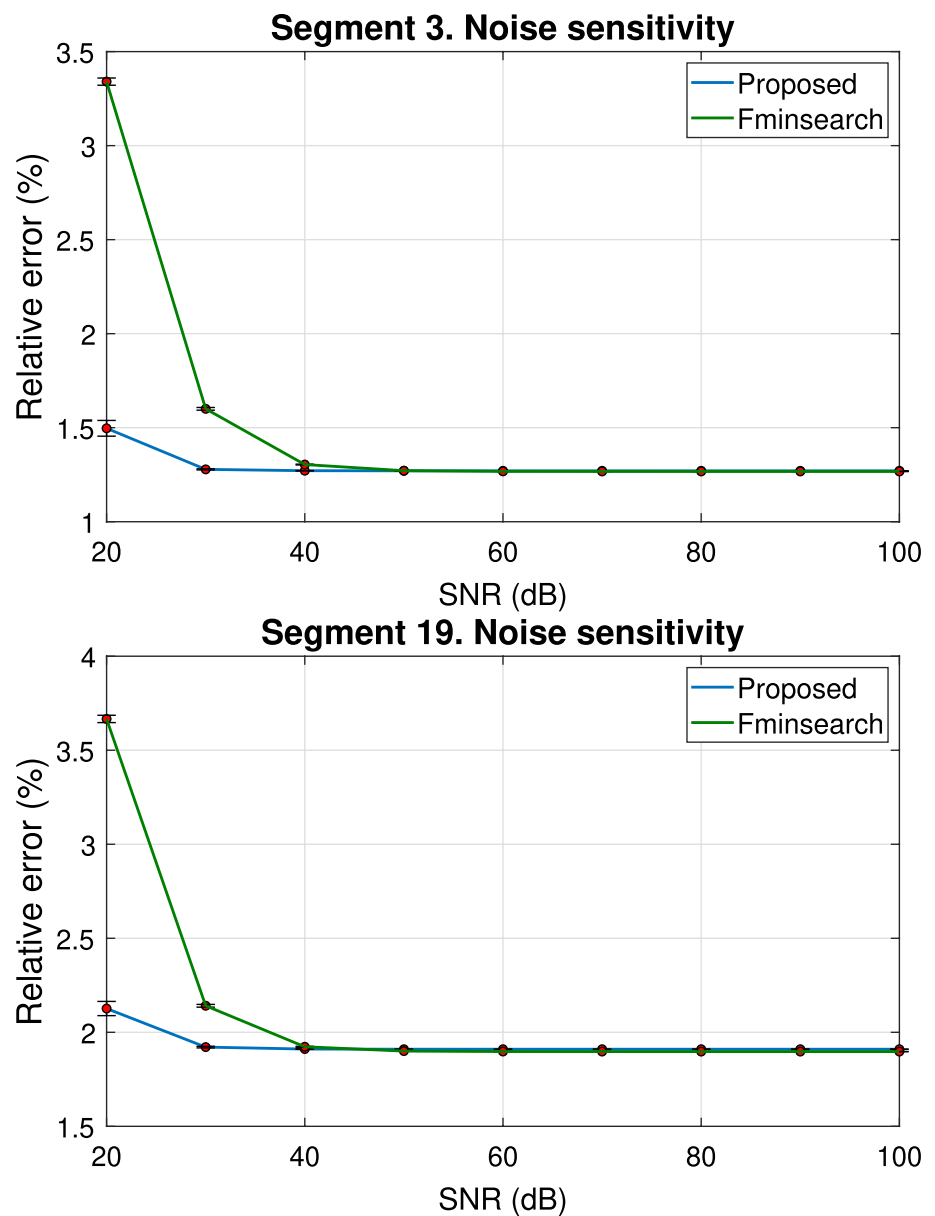 Segment 3. Noise sensitivity
3.5
3
2.5
2
1.5
1
Relative error (%)
Proposed
Fminsearch
20 40 60 80 100
SNR (dB)
Segment 19. Noise sensitivity
4
3.5
3
2.5
2
1.5
Relative error (%)
Proposed
Fminsearch
20 40 60 80 100
SNR (dB)